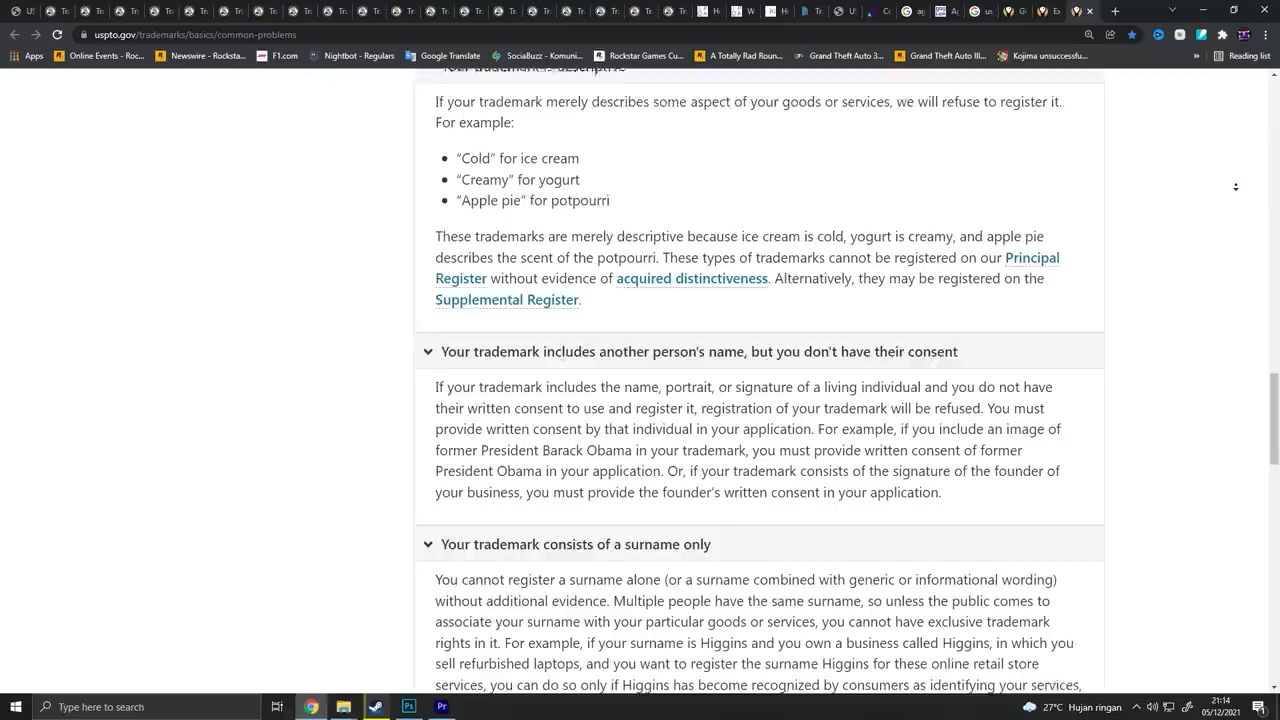 uspto.gov/trademarks/basics/common-problems
Apps
Online Events - Roc...
Newswire - Rocksta...
F1.com
Nightbot - Regulars
Google Translate
SociaBuzz - Komuni...
Rockstar Games Cu...
A Totally Rad Roun...
Grand Theft Auto 3...
Grand Theft Auto III...
Kojima unsuccessfu...
»
Reading list
If your trademark merely describes some aspect of your goods or services, we will refuse to register it.
For example:
“Cold” for ice cream
“Creamy” for yogurt
“Apple pie“ for potpourri
These trademarks are merely descriptive because ice cream is cold, yogurt is creamy, and apple pie
describes the scent of the potpourri. These types of trademarks cannot be registered on our Principal
Register without evidence of acquired distinctiveness. Alternatively, they may be registered on the
Supplemental Register.
Your trademark includes another person's name, but you don't have their consent
If your trademark includes the name, portrait, or signature of a living individual and you do not have
their written consent to use and register it, registration of your trademark will be refused. You must
provide written consent by that individual in your application. For example, if you include an image of
former President Barack Obama in your trademark, you must provide written consent of former
President Obama in your application. Or, if your trademark consists of the signature of the founder of
your business, you must provide the founder's written consent in your application.
Your trademark consists of a surname only
You cannot register a surname alone (or a surname combined with generic or informational wording)
without additional evidence. Multiple people have the same surname, so unless the public comes to
associate your surname with your particular goods or services, you cannot have exclusive trademark
rights in it. For example, if your surname is Higgins and you own a business called Higgins, in which you
sell refurbished laptops, and you want to register the surname Higgins for these online retail store
services, you can do so only if Higgins has become recognized by consumers as identifying your services,
Type here to search
Ps
Pr
27°C Hujan ringan
21:14
05/12/2021